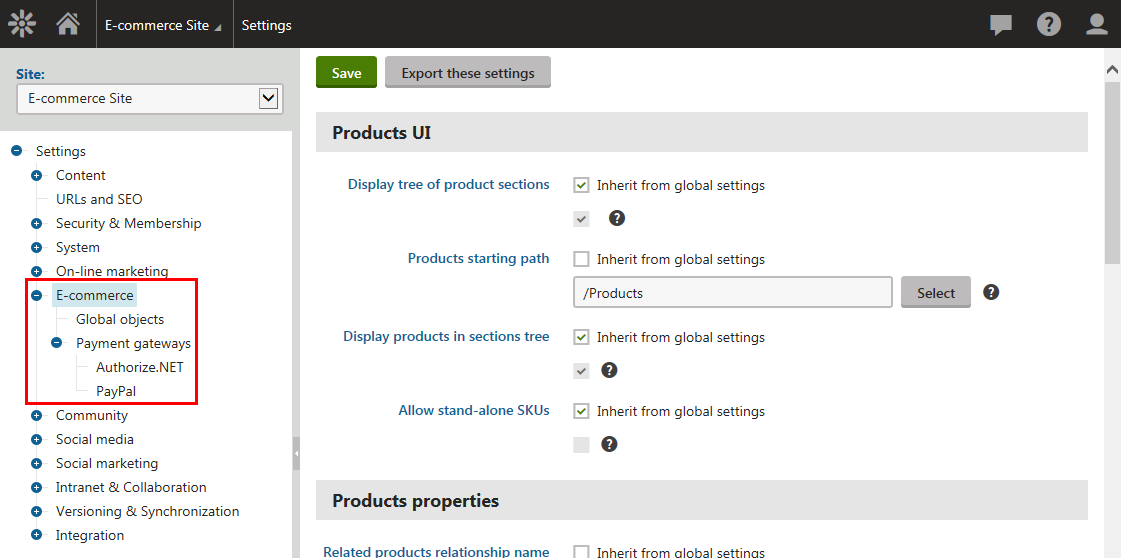 E-commerce Site Settings
Site:
E-commerce Site
Settings
Content
URLs and SEO
Security & Membership
System
On-line marketing
E-commerce
Global objects
Payment gateways
Authorize.NET
PayPal
Community
Social media
Social marketing
Intranet & Collaboration
Versioning & Synchronization
Integration
Save Export these settings
Products UI
Display tree of product sections Inherit from global settings
Products starting path Inherit from global settings
/Products Select
Display products in sections tree Inherit from global settings
Allow stand-alone SKUs Inherit from global settings
Products properties
Related products relationship name Inherit from global settings